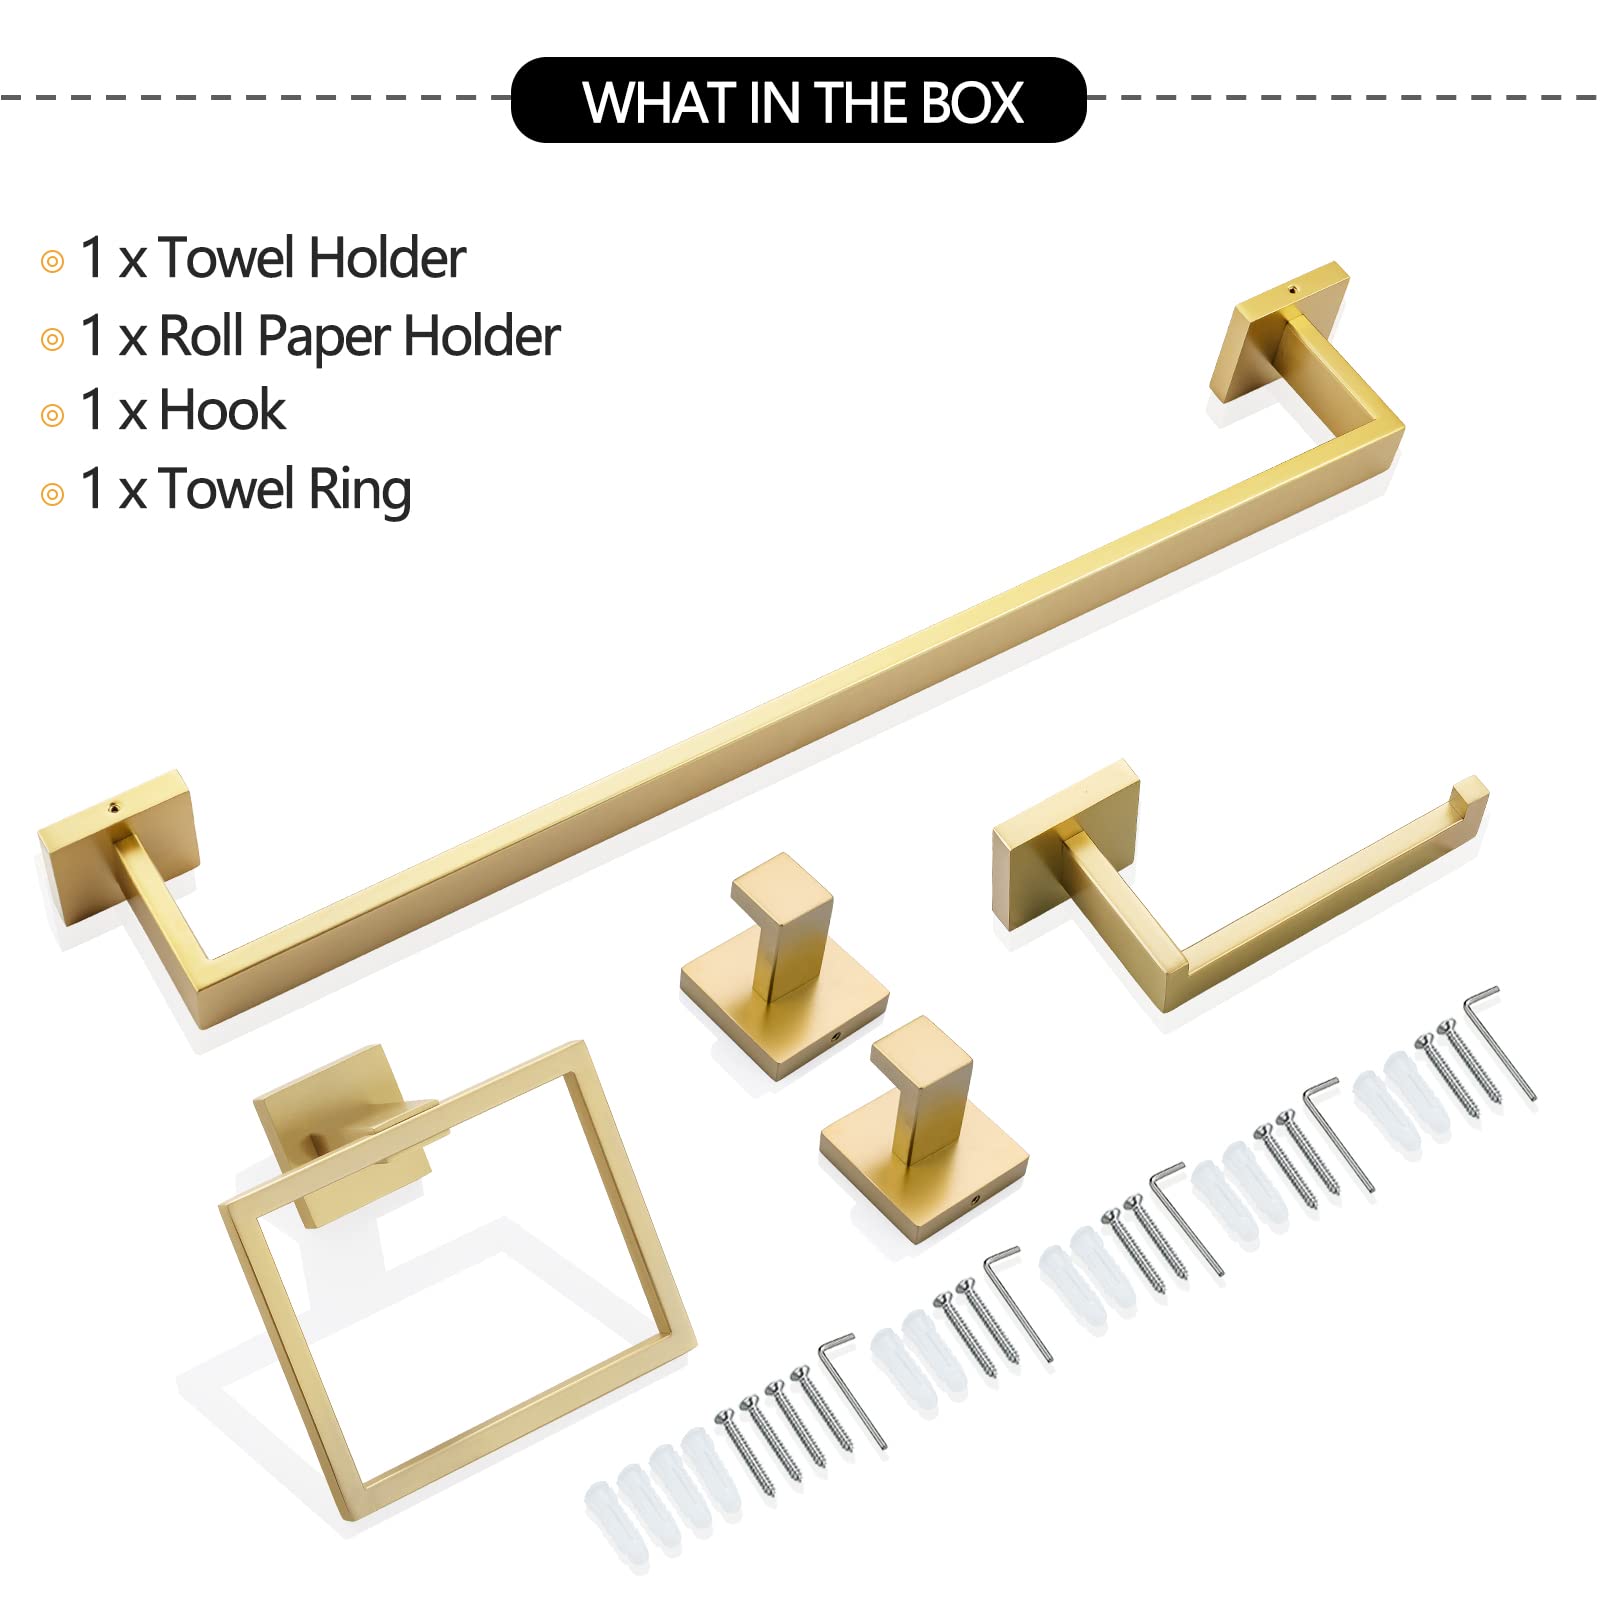 WHAT IN THE BOX
1 x Towel Holder
1 x Roll Paper Holder
1 x Hook
1 x Towel Ring